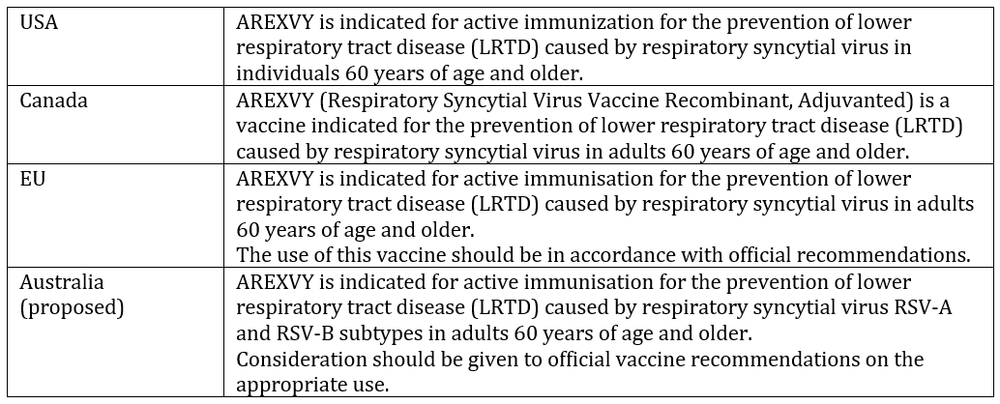 USA
AREXVY is indicated for active immunization for the prevention of lower
respiratory tract disease (LRTD) caused by respiratory syncytial virus in
individuals 60 years of age and older.
Canada
AREXVY (Respiratory Syncytial Virus Vaccine Recombinant, Adjuvanted) is a
vaccine indicated for the prevention of lower respiratory tract disease (LRTD)
caused by respiratory syncytial virus in adults 60 years of age and older.
EU
AREXVY is indicated for active immunisation for the prevention of lower
respiratory tract disease (LRTD) caused by respiratory syncytial virus in adults
60 years of age and older.
The use of this vaccine should be in accordance with official recommendations.
Australia
(proposed)
AREXVY is indicated for active immunisation for the prevention of lower
respiratory tract disease (LRTD) caused by respiratory syncytial virus RSV-A
and RSV-B subtypes in adults 60 years of age and older.
Consideration should be given to official vaccine recommendations on the
appropriate use.